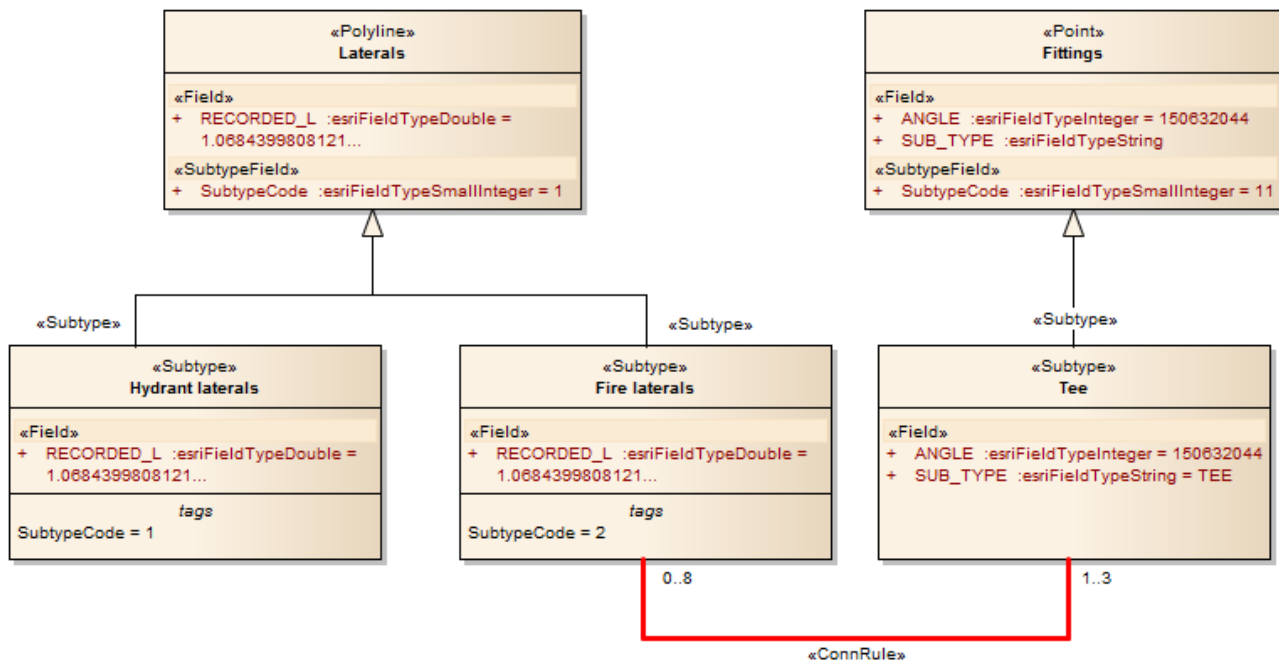 «Polyline»
Laterals
«Field»
+ RECORDED_L :esriFieldTypeDouble =
1.0684399808121...
«SubtypeField»
+ SubtypeCode :esriFieldTypeSmallInteger = 1
«Point»
Fittings
«Field»
+ ANGLE :esriFieldTypeInteger = 150632044
+ SUB_TYPE :esriFieldTypeString
«SubtypeField»
+ SubtypeCode :esriFieldTypeSmallInteger = 11
«Subtype»
«Subtype»
«Subtype»
«Subtype»
Hydrant laterals
«Field»
+ RECORDED_L :esriFieldTypeDouble =
1.0684399808121...
tags
SubtypeCode = 1
«Subtype»
Fire laterals
«Field»
+ RECORDED_L :esriFieldTypeDouble =
1.0684399808121...
tags
SubtypeCode = 2
«Subtype»
Tee
«Field»
+ ANGLE :esriFieldTypeInteger = 150632044
+ SUB_TYPE :esriFieldTypeString = TEE
0..8
1..3
«ConnRule»